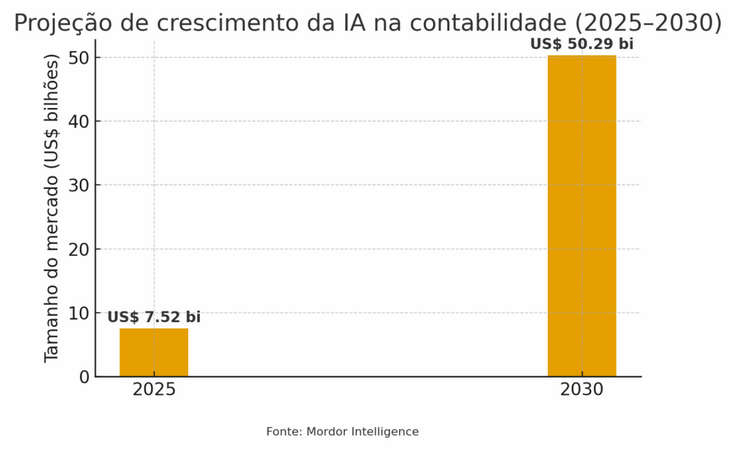 Projeção de crescimento da IA na contabilidade (2025–2030)
US$ 50.29 bi
Tamanho do mercado (US$ bilhões)
50
40
30
20
10
0
US$ 7.52 bi
2025
2030
Fonte: Mordor Intelligence